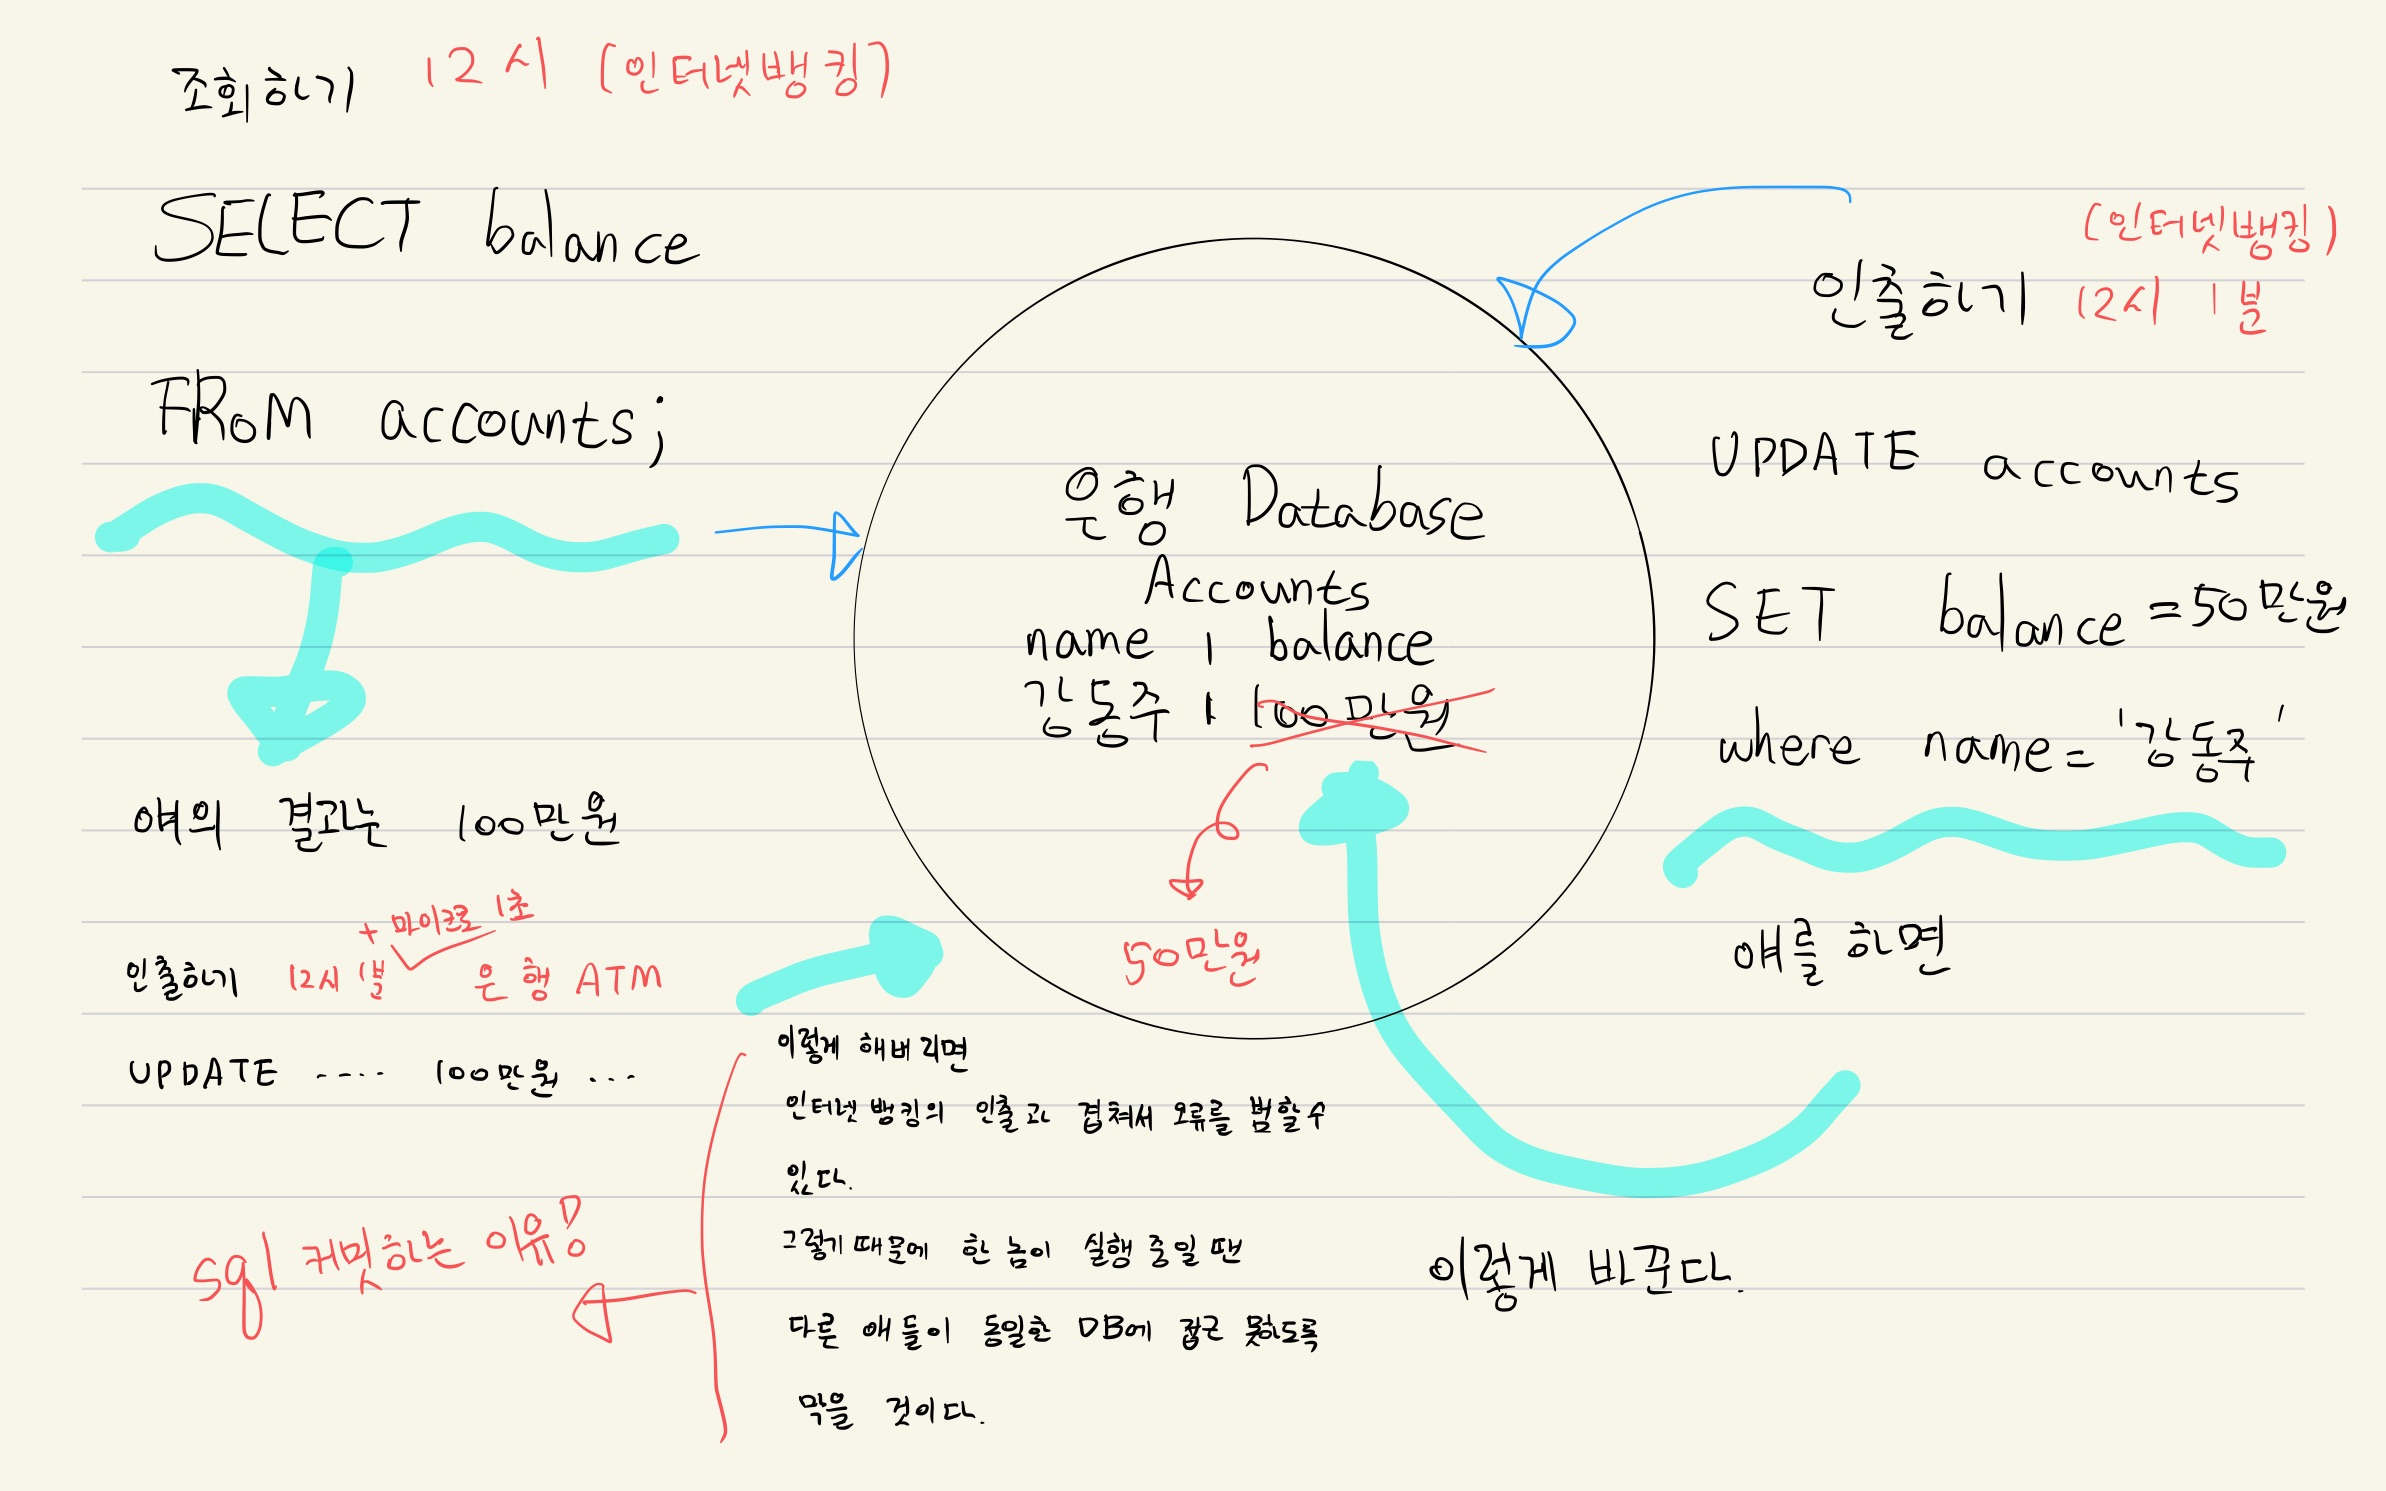 조회하기 12시 (인터넷뱅킹)
SELECT balance
FROM accounts;
얘의 결과는 100만원
인출하기 12시 1분 + 마이크로 1초 은행 ATM
UPDATE .... 100만원 ...
은행 Database
Accounts
name | balance
강동주 | 100만원
50만원
(인터넷뱅킹)
인출하기 12시 1분
UPDATE accounts
SET balance = 50만원
where name = '강동주'
얘를 하면
이렇게 바꾼다.
이렇게 해버리면
인터넷 뱅킹의 인출과 겹쳐서 오류를 범할 수
있다.
그렇기 때문에 한 놈이 실행 중일 땐
다른 애들이 동일한 DB에 접근 못하도록
막을 것이다.
sql 커밋하는 이유!